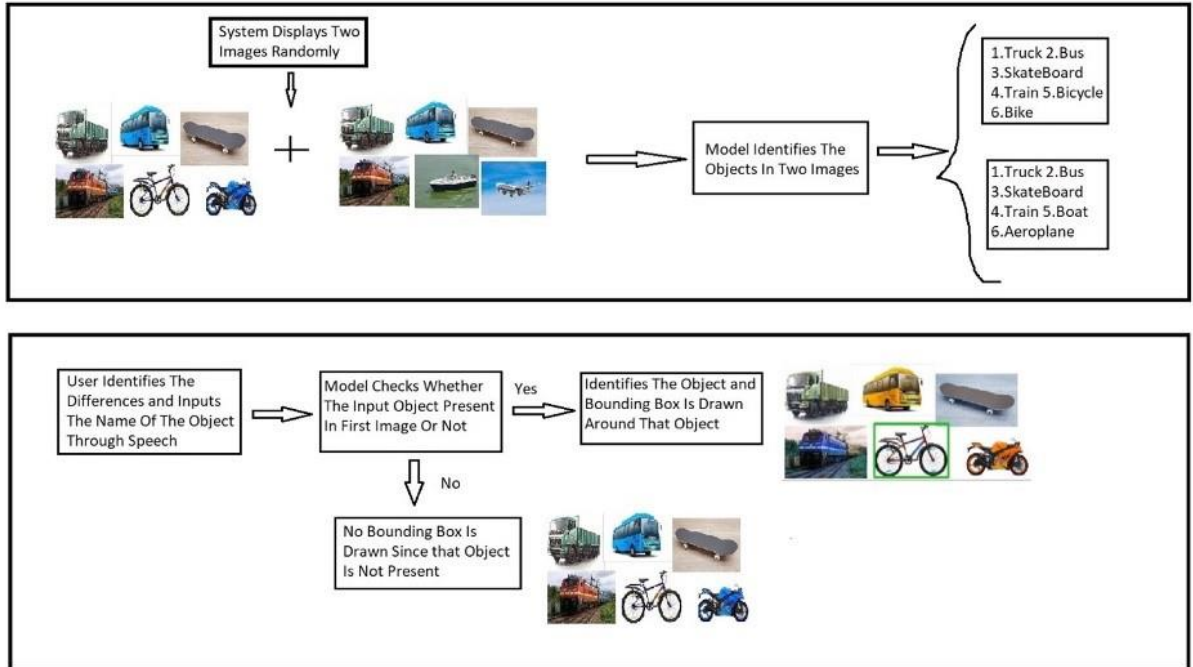 System Displays Two
Images Randomly
Model Identifies The
Objects In Two Images
1.Truck 2.Bus
3.SkateBoard
4.Train 5.Bicycle
6.Bike
1.Truck 2.Bus
3.SkateBoard
4.Train 5.Boat
6.Aeroplane
User Identifies The
Differences and Inputs
The Name Of The Object
Through Speech
Model Checks Whether
The Input Object Present
In First Image Or Not
Yes
Identifies The Object and
Bounding Box Is Drawn
Around That Object
No
No Bounding Box Is
Drawn Since that Object
Is Not Present